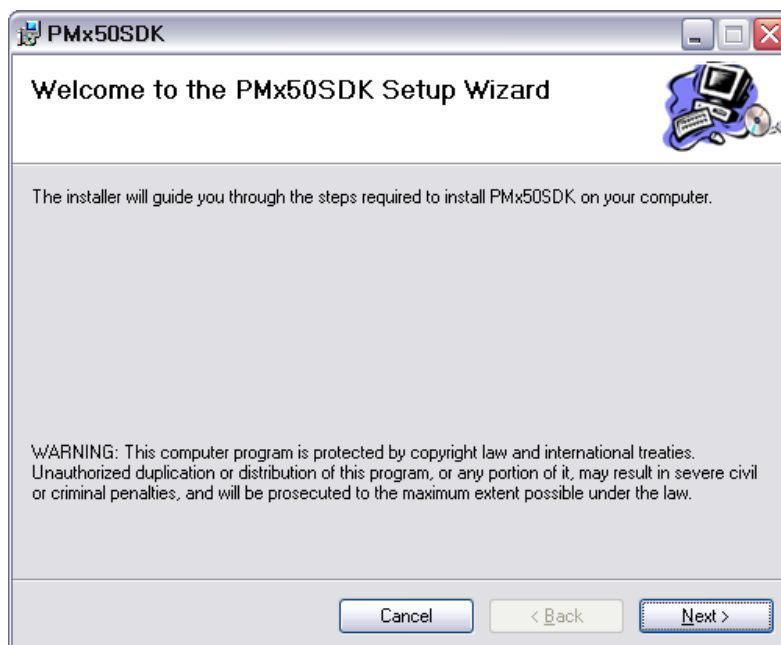 PMx50SDK
Welcome to the PMx50SDK Setup Wizard
The installer will guide you through the steps required to install PMx50SDK on your computer.
WARNING: This computer program is protected by copyright law and international treaties.
Unauthorized duplication or distribution of this program, or any portion of it, may result in severe civil
or criminal penalties, and will be prosecuted to the maximum extent possible under the law.
Cancel
< Back
Next >